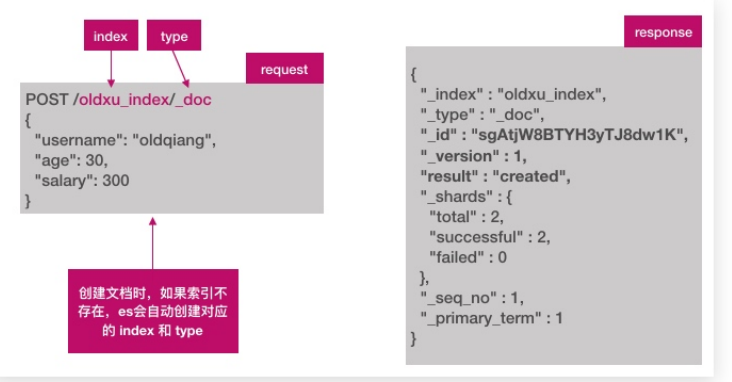 index
type
request
POST /oldxu_index/_doc
{
"username": "oldqiang",
"age": 30,
"salary": 300
}
创建文档时，如果索引不
存在，es会自动创建对应
的 index 和 type
response
{
"_index" : "oldxu_index",
"_type" : "_doc",
"_id" : "sgAtjW8BTYH3yTJ8dw1K",
"_version" : 1,
"result" : "created",
"_shards" : {
"total" : 2,
"successful" : 2,
"failed" : 0
},
"_seq_no" : 1,
"_primary_term" : 1
}